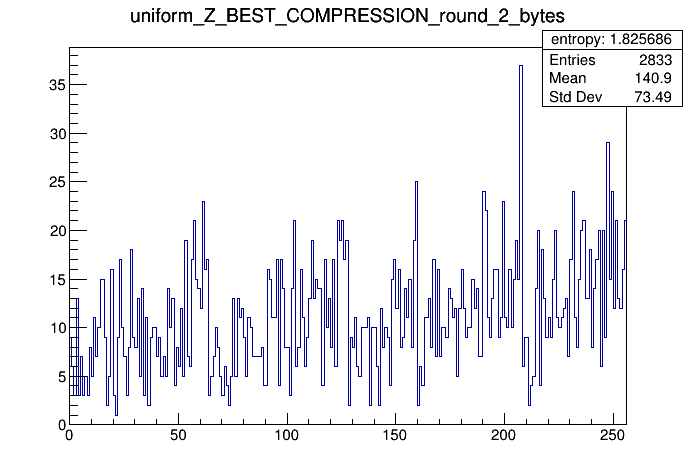 uniform_Z_BEST_COMPRESSION_round_2_bytes
entropy: 1.825686
Entries 2833
Mean 140.9
Std Dev 73.49
35
30
25
20
15
10
5
0
0 50 100 150 200 250